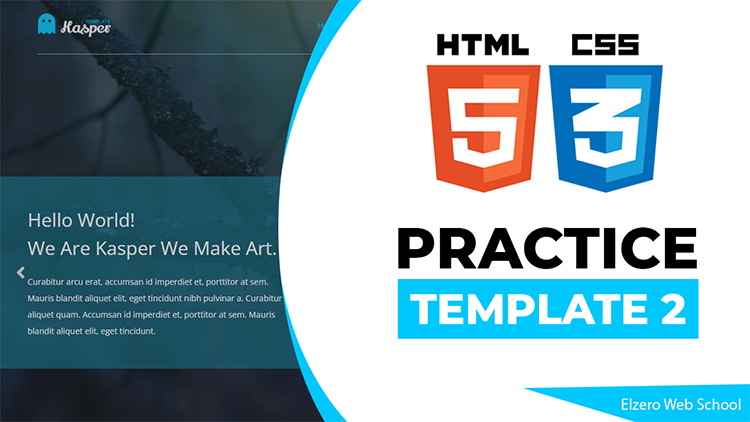 TEMPLATE
Kasper
Hello World!
We Are Kasper We Make Art.
Curabitur arcu erat, accumsan id imperdiet et, porttitor at sem.
Mauris blandit aliquet elit, eget tincidunt nibh pulvinar a. Curabitur
aliquet quam. Accumsan id imperdiet et, porttitor at sem. Mauris
blandit aliquet elit, eget tincidunt.
HTML CSS
5 3
PRACTICE
TEMPLATE 2
Elzero Web School